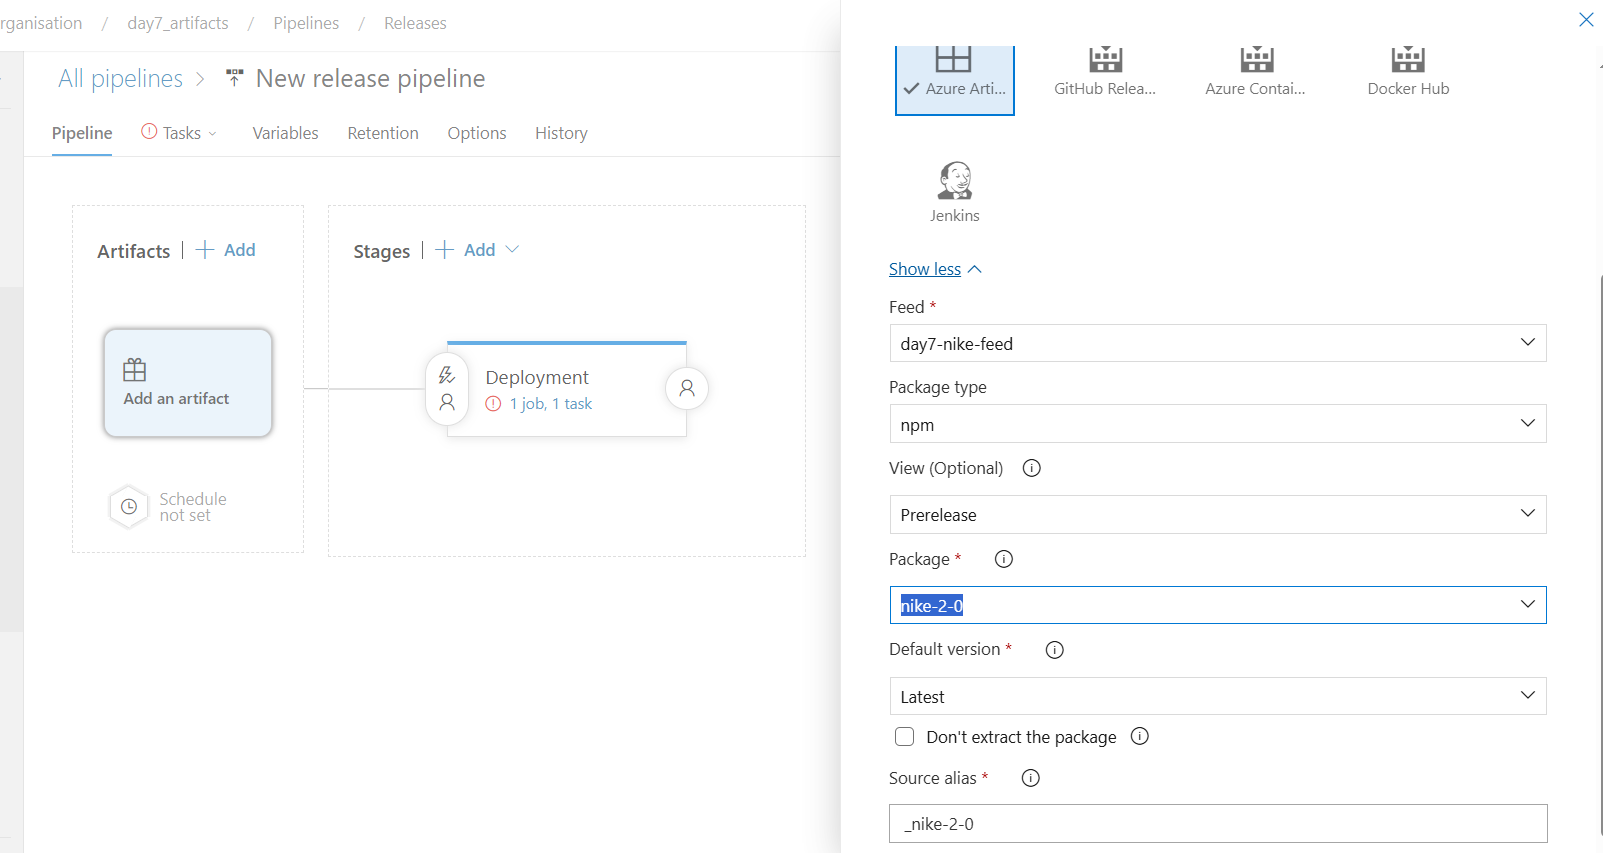 rganisation / day7_artifacts / Pipelines / Releases
All pipelines > New release pipeline
Pipeline Tasks Variables Retention Options History
Artifacts | + Add
Add an artifact
Schedule
not set
Stages | + Add
Deployment
1 job, 1 task
Azure Arti...
GitHub Relea...
Azure Contai...
Docker Hub
Jenkins
Show less
Feed *
day7-nike-feed
Package type
npm
View (Optional)
Prerelease
Package *
nike-2-0
Default version *
Latest
Don't extract the package
Source alias *
_nike-2-0